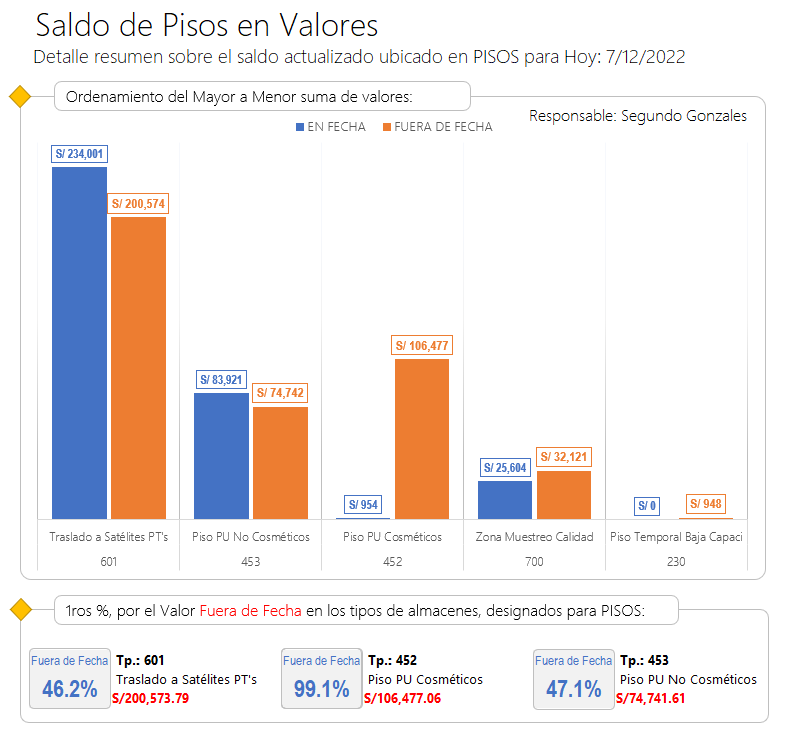 Saldo de Pisos en Valores
Detalle resumen sobre el saldo actualizado ubicado en PISOS para Hoy: 7/12/2022
Ordenamiento del Mayor a Menor suma de valores:
Responsable: Segundo Gonzales
EN FECHA FUERA DE FECHA
S/ 234,001
S/ 200,574
S/ 83,921
S/ 74,742
S/ 954
S/ 106,477
S/ 25,604
S/ 32,121
S/ 0
S/ 948
Traslado a Satélites PT's Piso PU No Cosméticos Piso PU Cosméticos Zona Muestreo Calidad Piso Temporal Baja Capaci
601 453 452 700 230
1ros %, por el Valor Fuera de Fecha en los tipos de almacenes, designados para PISOS:
Fuera de Fecha
46.2%
Tp.: 601
Traslado a Satélites PT's
S/200,573.79
Fuera de Fecha
99.1%
Tp.: 452
Piso PU Cosméticos
S/106,477.06
Fuera de Fecha
47.1%
Tp.: 453
Piso PU No Cosméticos
S/74,741.61